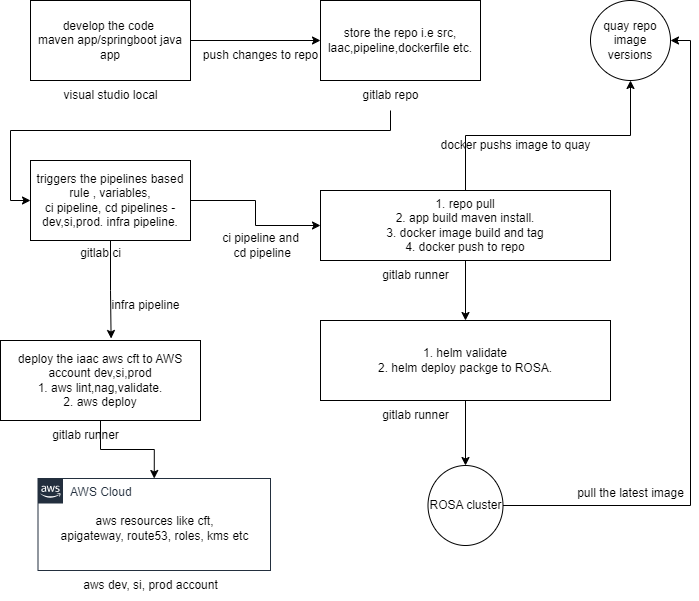 develop the code
maven app/springboot java
app
push changes to repo
store the repo i.e src,
Iaac,pipeline,dockerfile etc.
quay repo
image
versions
visual studio local
gitlab repo
docker pushs image to quay
triggers the pipelines based
rule , variables,
ci pipeline, cd pipelines -
dev,si,prod. infra pipeline.
gitlab ci
ci pipeline and
cd pipeline
1. repo pull
2. app build maven install.
3. docker image build and tag
4. docker push to repo
gitlab runner
infra pipeline
deploy the iaac aws cft to AWS
account dev,si,prod
1. aws lint,nag,validate.
2. aws deploy
gitlab runner
1. helm validate
2. helm deploy packge to ROSA.
gitlab runner
aws
AWS Cloud
aws resources like cft,
apigateway, route53, roles, kms etc
aws dev, si, prod account
ROSA cluster
pull the latest image